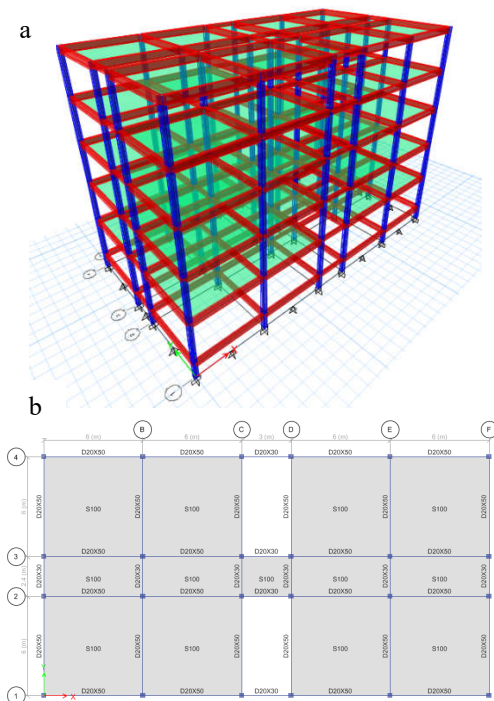 a
X
b
B C D E F
6 (m) 6 (m) 3 (m) 6 (m) 6 (m)
4 D20X50 D20X50 D20X30 D20X50 D20X50
6 (m) D20X50 S100 D20X50 S100 D20X50 D20X50 S100 D20X50 S100 D20X50
3 D20X50 D20X50 D20X30 D20X50 D20X50
2.4 (m) D20X30 S100 D20X30 S100 D20X30 S100 D20X30 S100 D20X30 S100 D20X30
2 D20X50 D20X50 D20X30 D20X50 D20X50
6 (m) D20X50 S100 D20X50 S100 D20X50 D20X50 S100 D20X50 S100 D20X50
Y
1 X D20X50 D20X50 D20X30 D20X50 D20X50